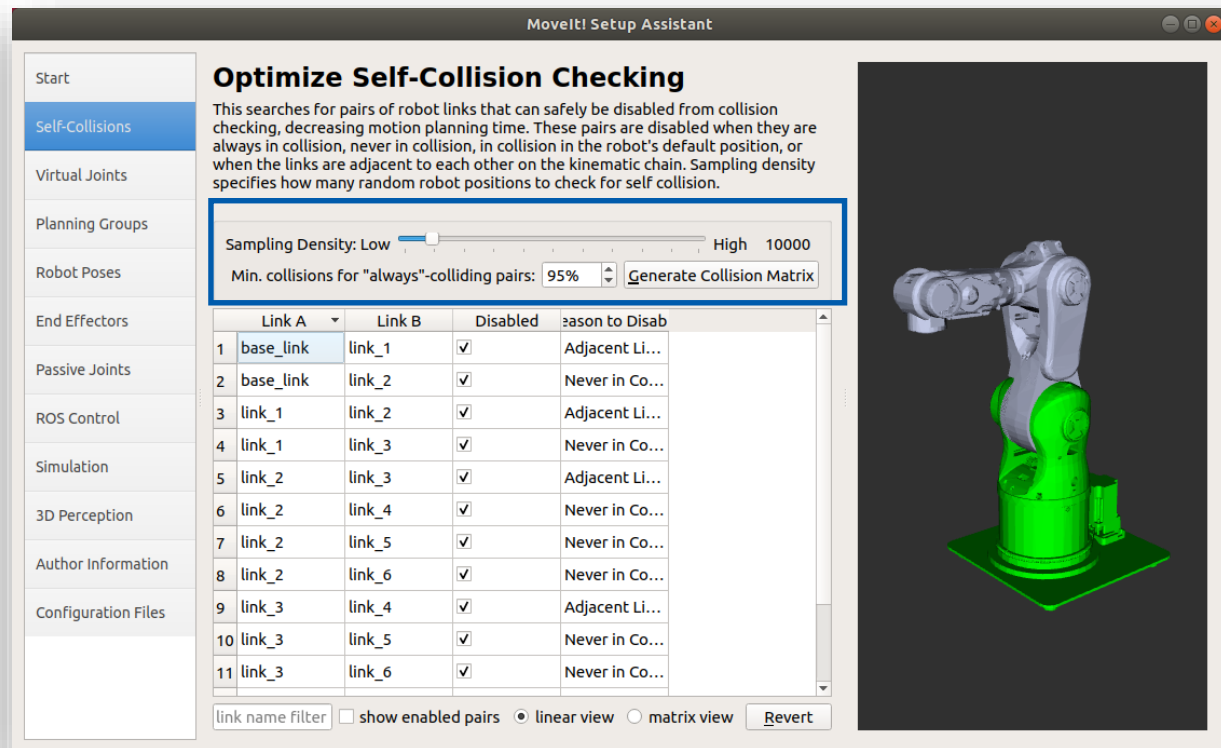 MoveIt! Setup Assistant
Start
Self-Collisions
Virtual Joints
Planning Groups
Robot Poses
End Effectors
Passive Joints
ROS Control
Simulation
3D Perception
Author Information
Configuration Files
Optimize Self-Collision Checking
This searches for pairs of robot links that can safely be disabled from collision
checking, decreasing motion planning time. These pairs are disabled when they are
always in collision, never in collision, in collision in the robot's default position, or
when the links are adjacent to each other on the kinematic chain. Sampling density
specifies how many random robot positions to check for self collision.
Sampling Density: Low High 10000
Min. collisions for "always"-colliding pairs: 95% Generate Collision Matrix
Link A Link B Disabled eason to Disab
1 base_link link_1 Adjacent Li...
2 base_link link_2 Never in Co...
3 link_1 link_2 Adjacent Li...
4 link_1 link_3 Never in Co...
5 link_2 link_3 Adjacent Li...
6 link_2 link_4 Never in Co...
7 link_2 link_5 Never in Co...
8 link_2 link_6 Never in Co...
9 link_3 link_4 Adjacent Li...
10 link_3 link_5 Never in Co...
11 link_3 link_6 Never in Co...
link name filter show enabled pairs linear view matrix view Revert